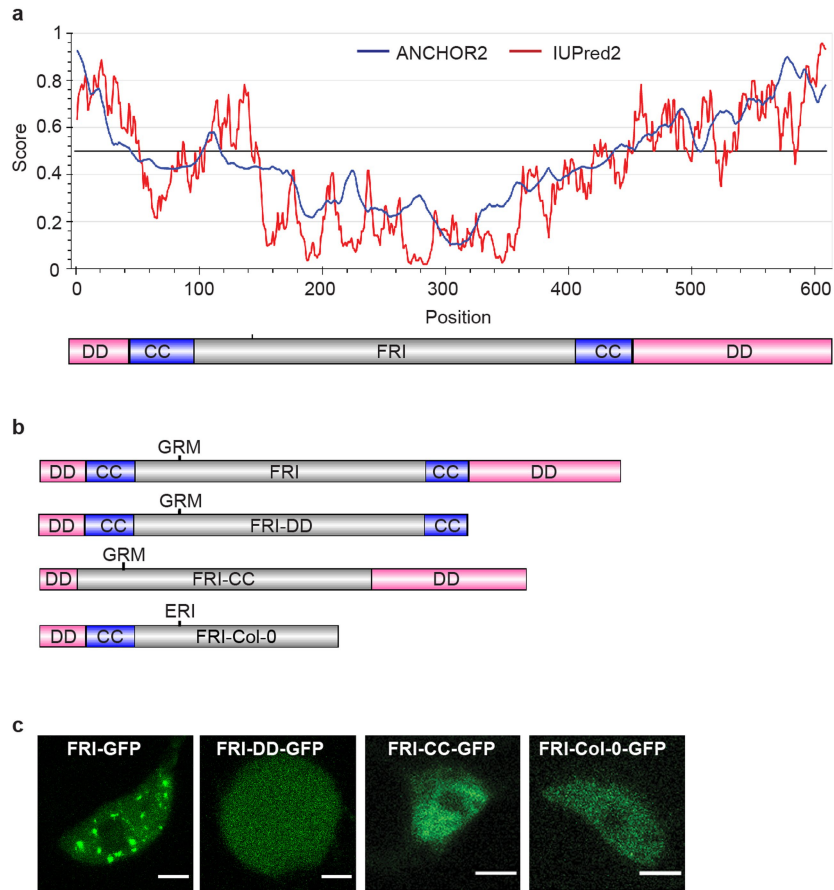 a
ANCHOR2 IUPred2
1
0.8
0.6
0.4
0.2
0
Score
0 100 200 300 400 500 600
Position
DD CC FRI CC DD
b
GRM
DD CC FRI CC DD
GRM
DD CC FRI-DD CC
GRM
DD FRI-CC DD
ERI
DD CC FRI-Col-0
c
FRI-GFP FRI-DD-GFP FRI-CC-GFP FRI-Col-0-GFP